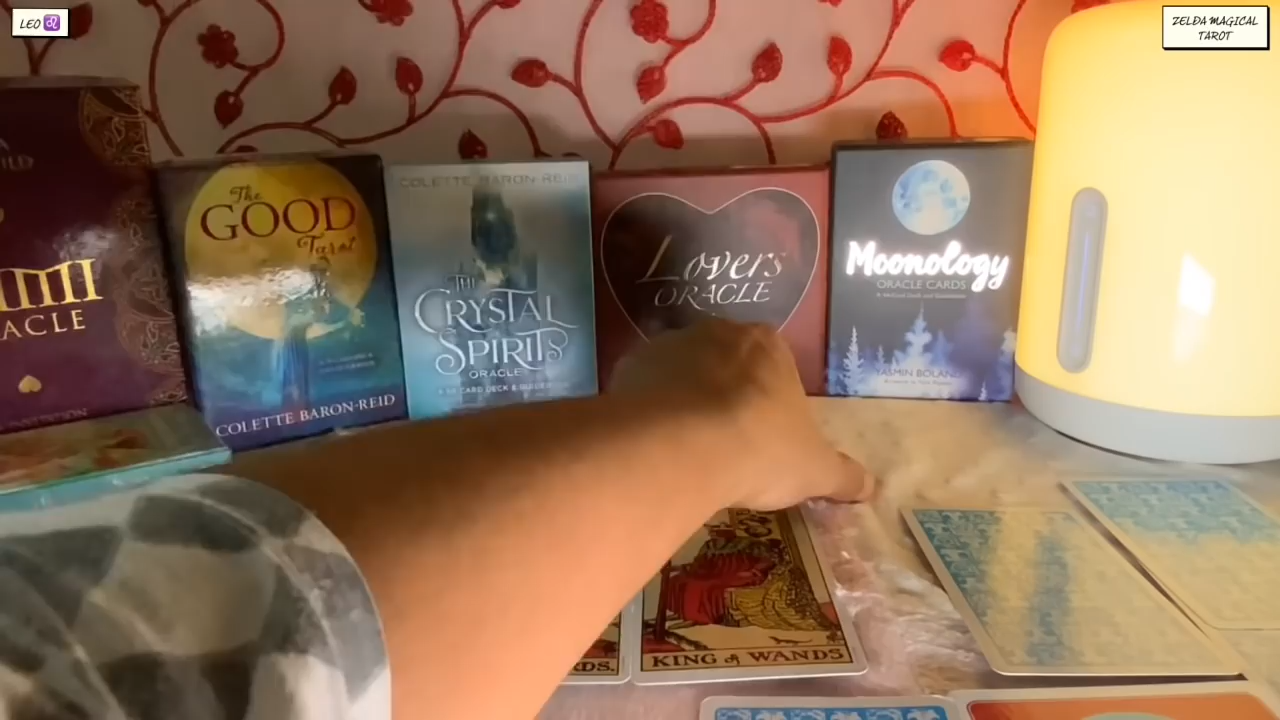 LEO ♌
ZELDA MAGICAL
TAROT
ORACLE
The
GOOD
Tarot
COLETTE BARON-REID
COLETTE BARON-REID
THE
CRYSTAL
SPIRITS
ORACLE
Lovers
ORACLE
Moonology
ORACLE CARDS
YASMIN BOLAND
KING of WANDS